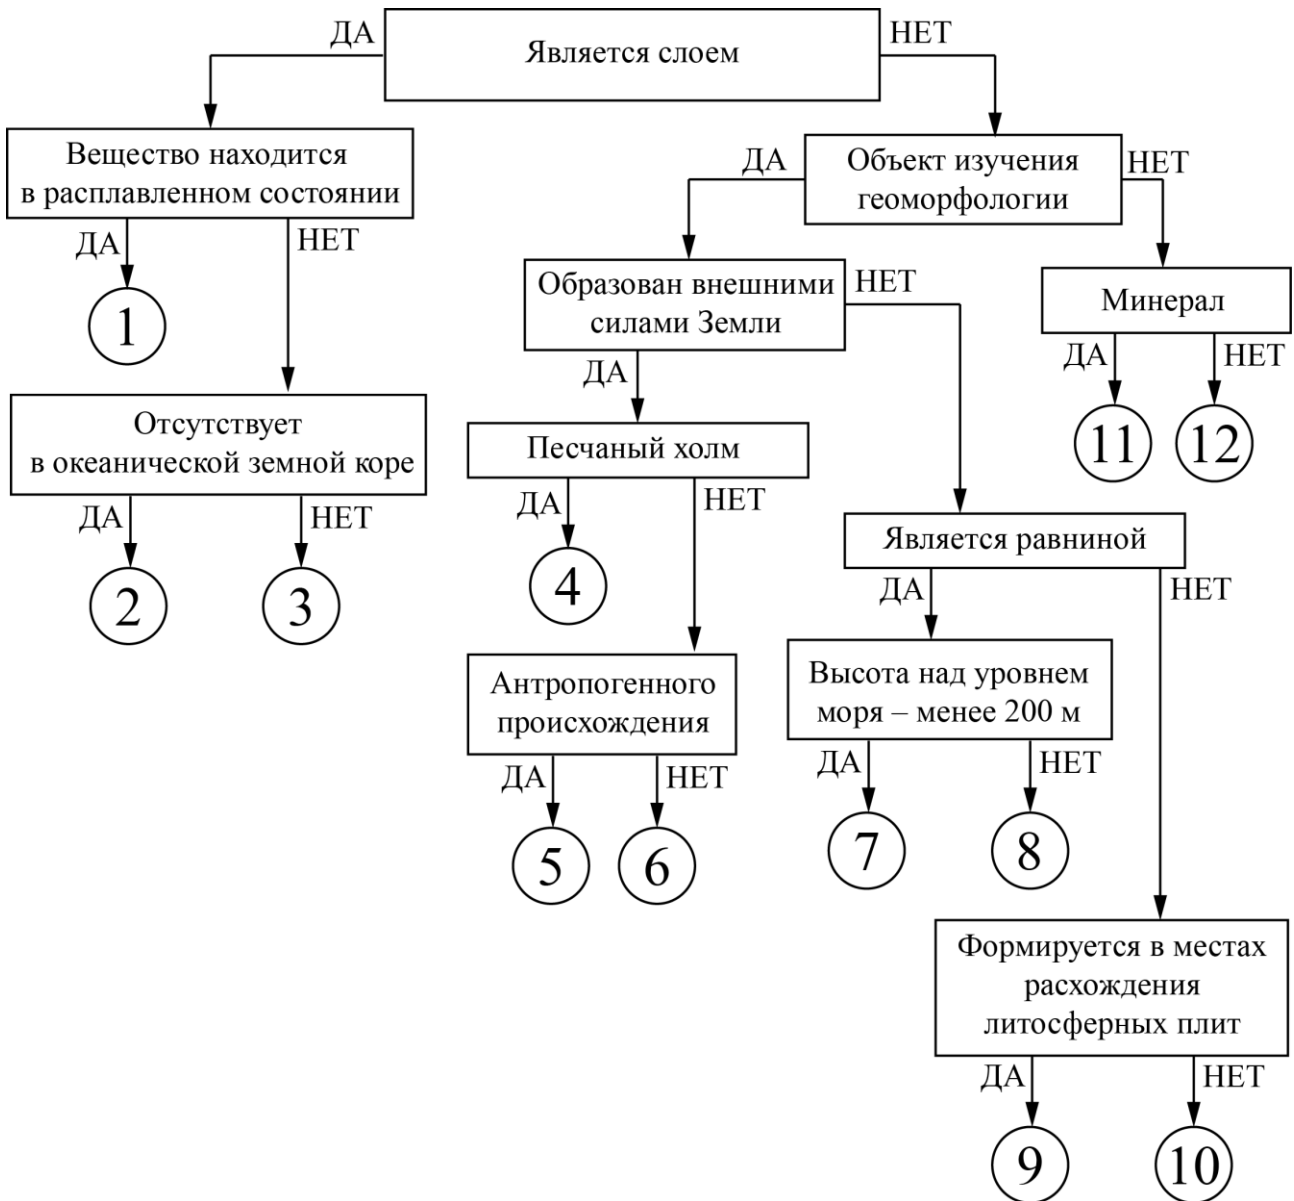 ДА
Является слоем
НЕТ
Вещество находится
в расплавленном состоянии
ДА
Объект изучения
геоморфологии
НЕТ
ДА
НЕТ
Образован внешними
силами Земли
НЕТ
Минерал
1
ДА
ДА
НЕТ
Отсутствует
в океанической земной коре
Песчаный холм
11
12
ДА
НЕТ
ДА
НЕТ
Является равниной
2
3
4
ДА
НЕТ
Антропогенного
происхождения
Высота над уровнем
моря – менее 200 м
ДА
НЕТ
ДА
НЕТ
5
6
7
8
Формируется в местах
расхождения
литосферных плит
ДА
НЕТ
9
10